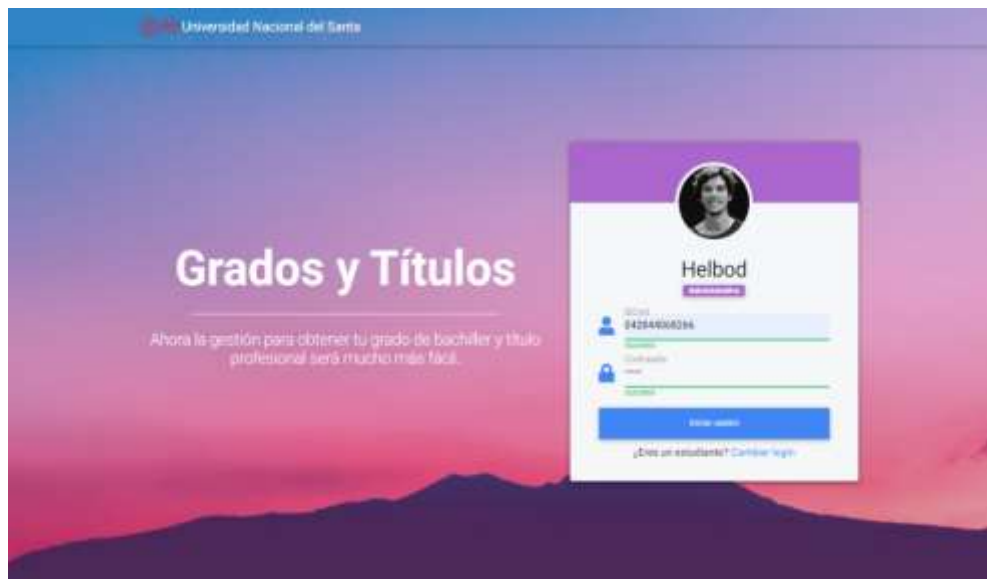 Universidad Nacional del Santa
Grados y Títulos
Ahora la gestión para obtener tu grado de bachiller y título
profesional será mucho más fácil.
Helbod
Contraseña
¿Eres un estudiante? Cambiar login